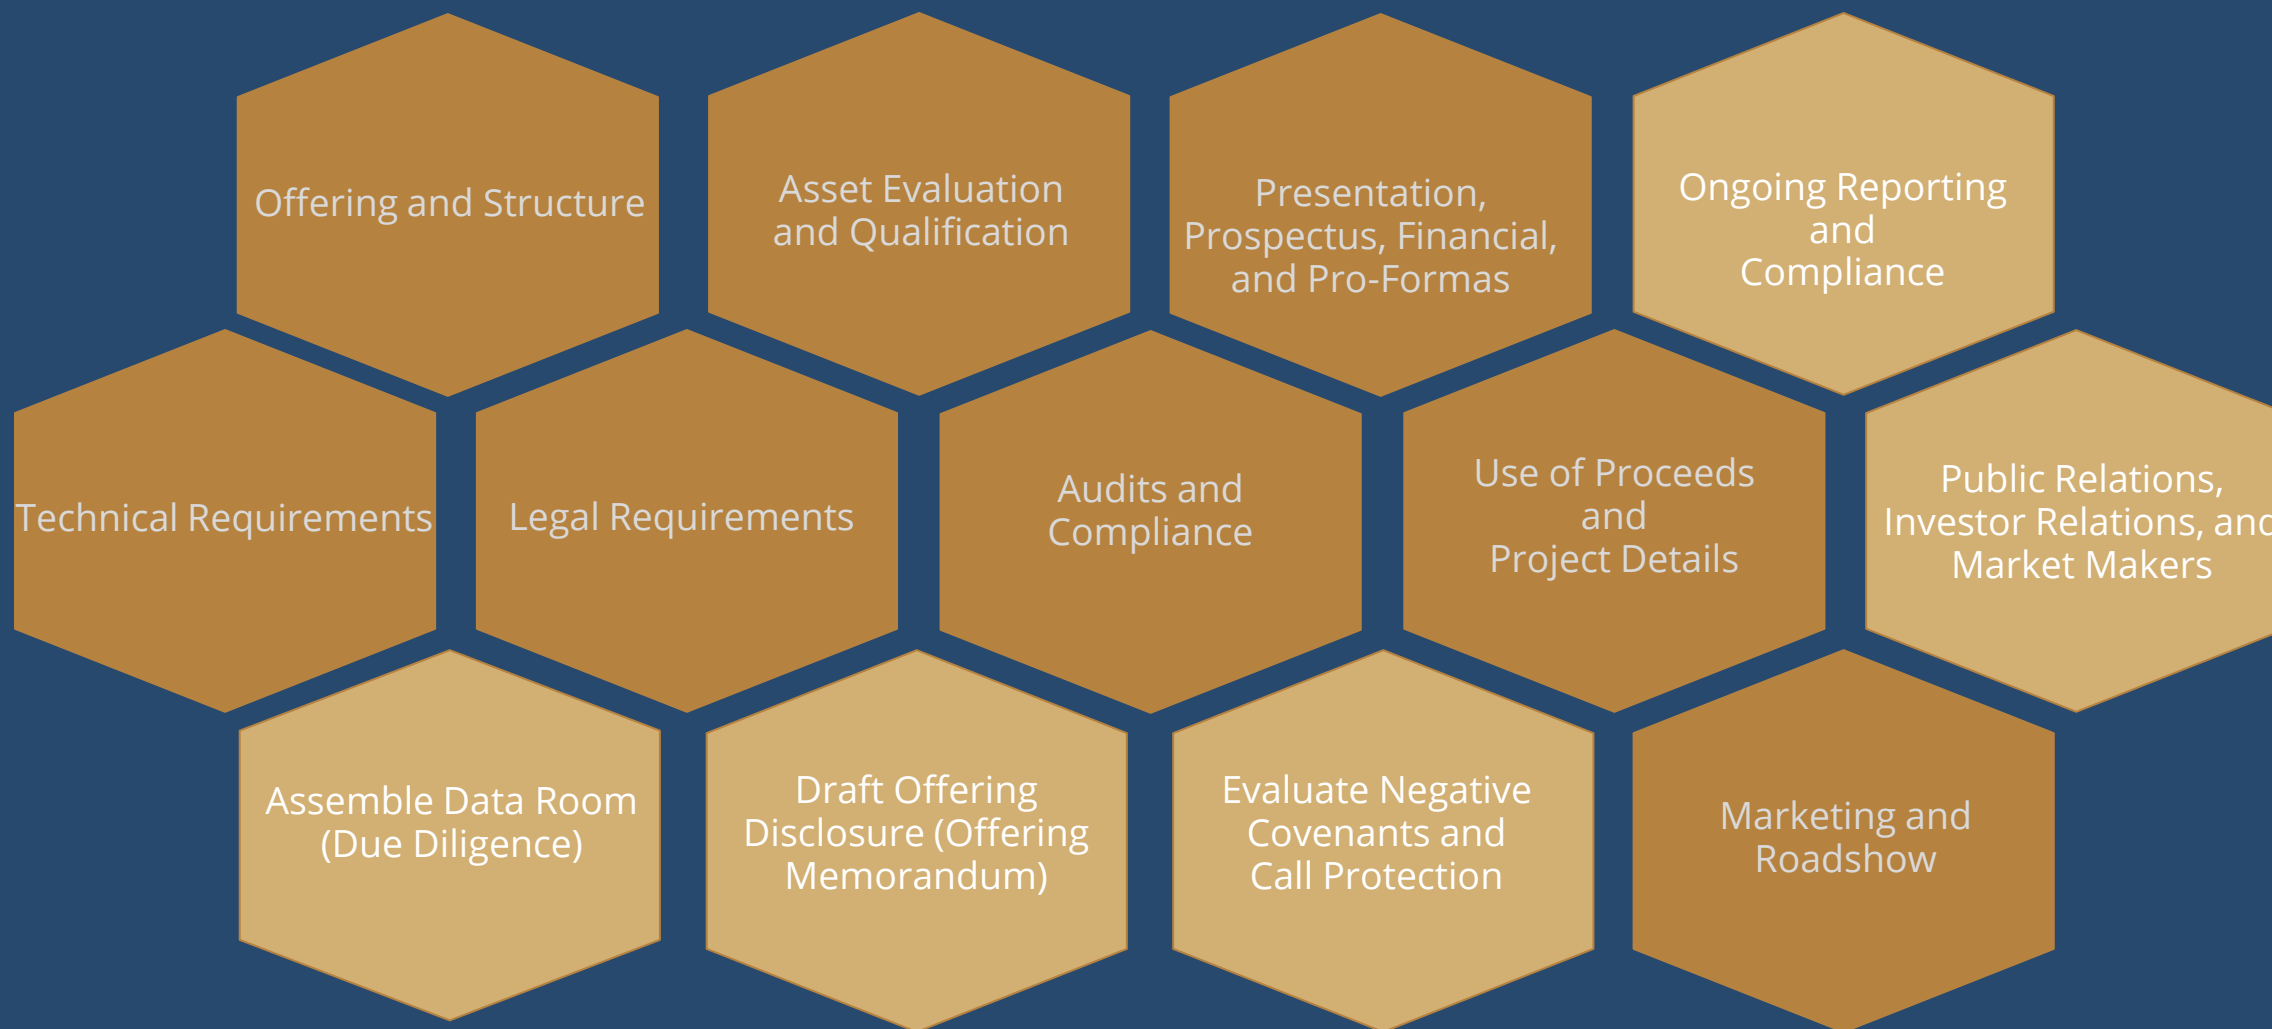 Offering and Structure
Asset Evaluation
and Qualification
Presentation,
Prospectus, Financial,
and Pro-Formas
Ongoing Reporting
and
Compliance
Technical Requirements
Legal Requirements
Audits and
Compliance
Use of Proceeds
and
Project Details
Public Relations,
Investor Relations, and
Market Makers
Assemble Data Room
(Due Diligence)
Draft Offering
Disclosure (Offering
Memorandum)
Evaluate Negative
Covenants and
Call Protection
Marketing and
Roadshow